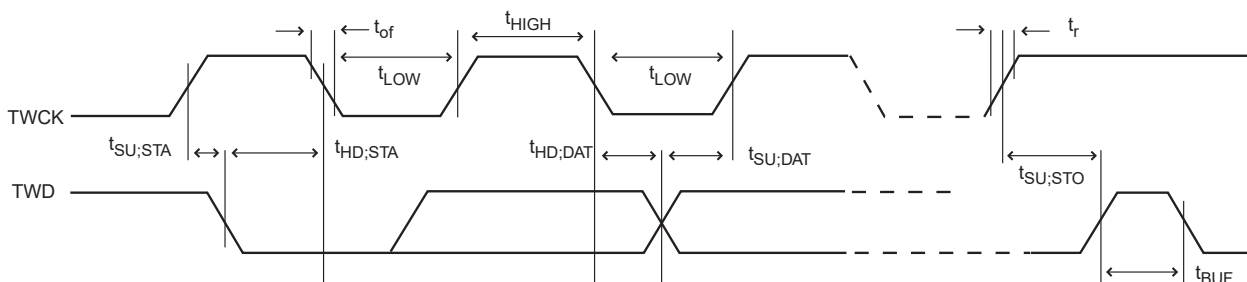 t_of
t_HIGH
t_r
t_LOW
t_LOW
TWCK
t_SU;STA
t_HD;STA
t_HD;DAT
t_SU;DAT
t_SU;STO
TWD
t_BUF